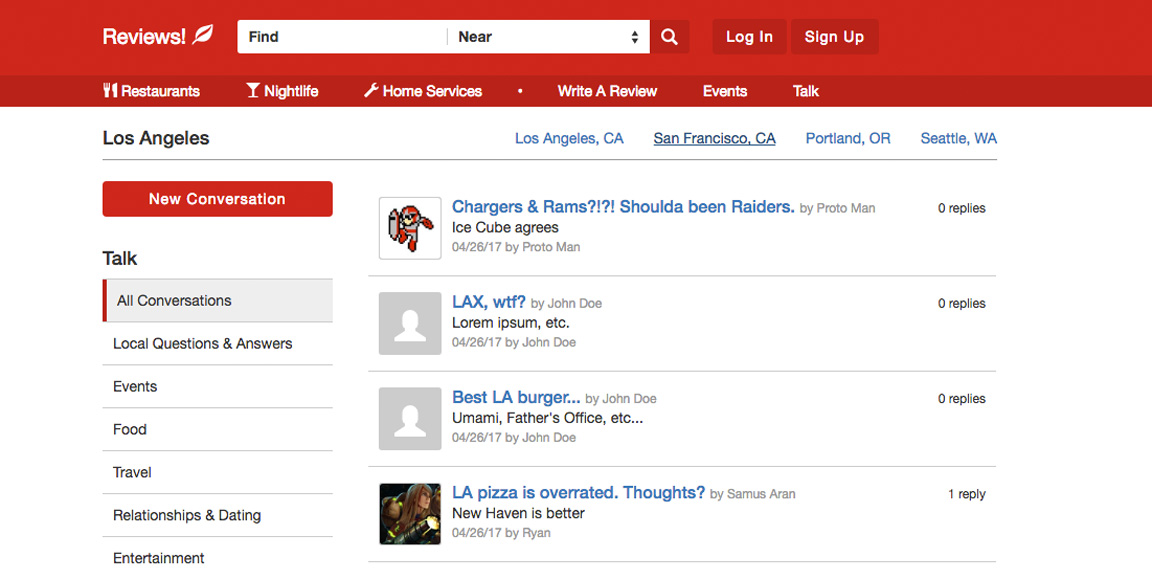 Reviews!
Find Near
Log In Sign Up
Restaurants Nightlife Home Services • Write A Review Events Talk
Los Angeles
Los Angeles, CA San Francisco, CA Portland, OR Seattle, WA
New Conversation
Talk
All Conversations
Local Questions & Answers
Events
Food
Travel
Relationships & Dating
Entertainment
Chargers & Rams?!?! Shoulda been Raiders. by Proto Man 0 replies
Ice Cube agrees
04/26/17 by Proto Man
LAX, wtf? by John Doe 0 replies
Lorem ipsum, etc.
04/26/17 by John Doe
Best LA burger... by John Doe 0 replies
Umami, Father's Office, etc...
04/26/17 by John Doe
LA pizza is overrated. Thoughts? by Samus Aran 1 reply
New Haven is better
04/26/17 by Ryan